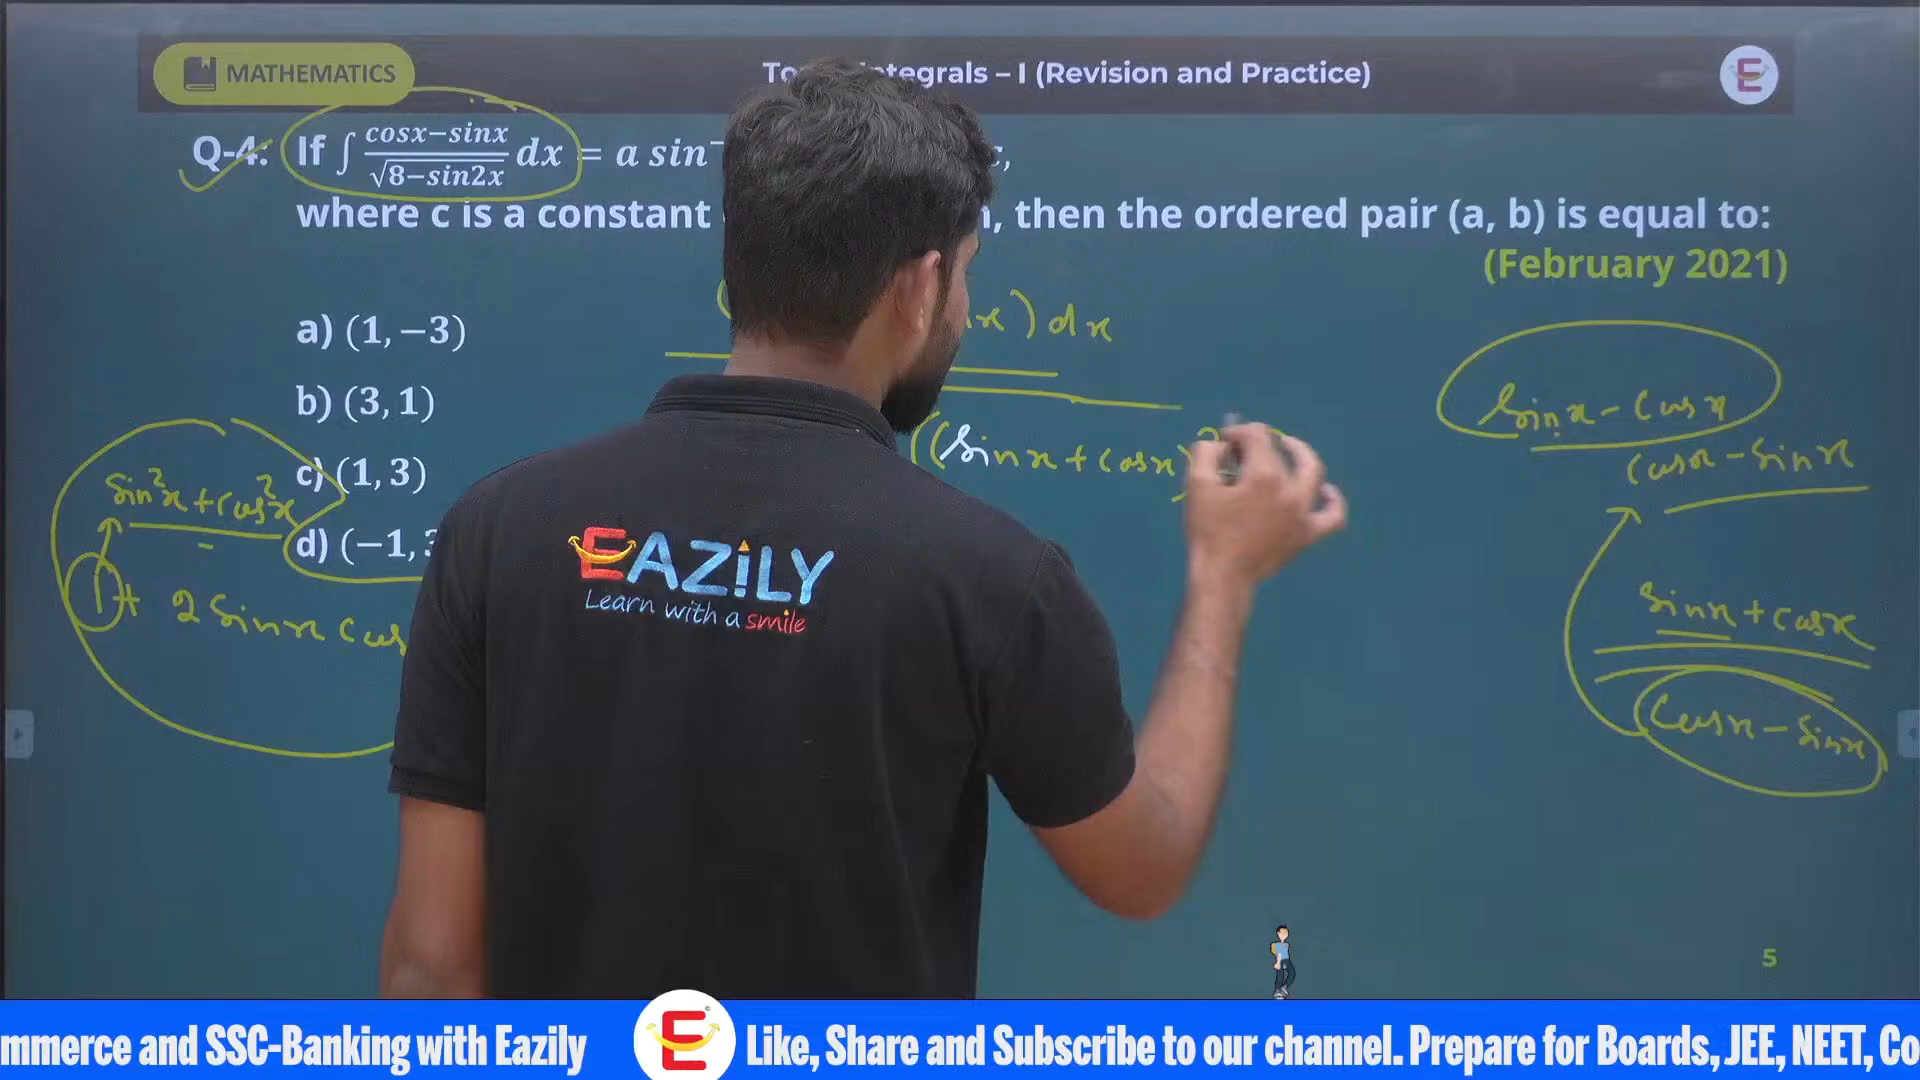 MATHEMATICS
Integrals – I (Revision and Practice)
E
Q-4: If ∫ cosx−sinx / √8−sin2x dx = a sin⁻ c,
where c is a constant n, then the ordered pair (a, b) is equal to:
(February 2021)
a) (1, −3)
b) (3, 1)
c) (1, 3)
d) (−1, 3
x) dx
((sinx + cosx)
sin²x + cos²x
1 + 2 sinx cos
sinx − cosx
cosx − sinx
sinx + cosx
cosx − sinx
EAZiLY
Learn with a smile
5
mmerce and SSC-Banking with Eazily
E
Like, Share and Subscribe to our channel. Prepare for Boards, JEE, NEET, Co